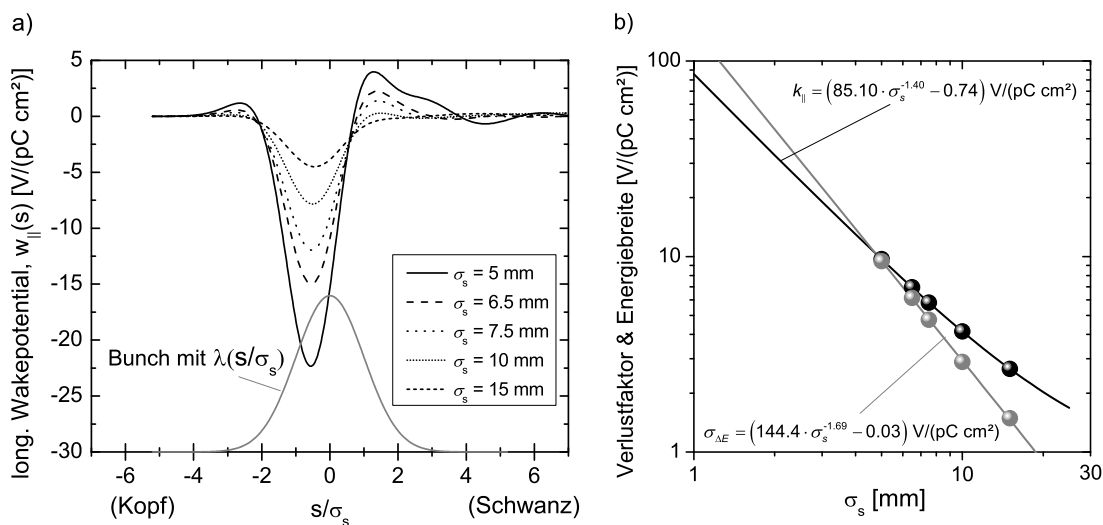 a)
long. Wakepotential, w||(s) [V/(pC cm²)]
5
0
-5
-10
-15
-20
-25
-30
-6
-4
-2
0
2
4
6
(Kopf)
s/σs
(Schwanz)
Bunch mit λ(s/σs)
σs = 5 mm
σs = 6.5 mm
σs = 7.5 mm
σs = 10 mm
σs = 15 mm
b)
Verlustfaktor & Energiebreite [V/(pC cm²)]
100
10
1
1
10
30
σs [mm]
k|| = (85.10 · σs^-1.40 − 0.74) V/(pC cm²)
σΔE = (144.4 · σs^-1.69 − 0.03) V/(pC cm²)